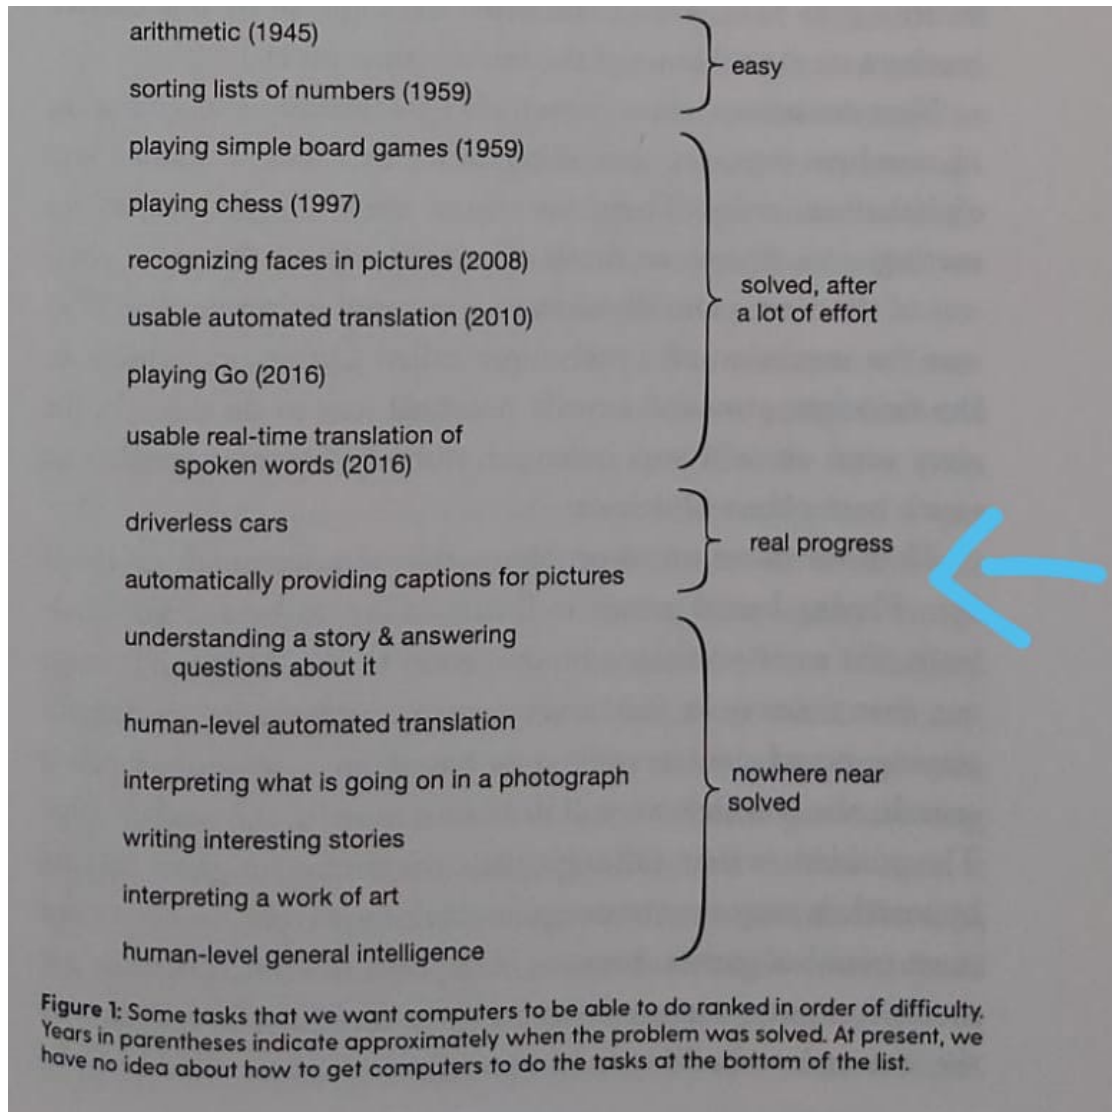 arithmetic (1945)
sorting lists of numbers (1959)
easy
playing simple board games (1959)
playing chess (1997)
recognizing faces in pictures (2008)
usable automated translation (2010)
playing Go (2016)
usable real-time translation of
spoken words (2016)
solved, after
a lot of effort
driverless cars
automatically providing captions for pictures
real progress
understanding a story & answering
questions about it
human-level automated translation
interpreting what is going on in a photograph
writing interesting stories
interpreting a work of art
human-level general intelligence
nowhere near
solved
Figure 1: Some tasks that we want computers to be able to do ranked in order of difficulty.
Years in parentheses indicate approximately when the problem was solved. At present, we
have no idea about how to get computers to do the tasks at the bottom of the list.